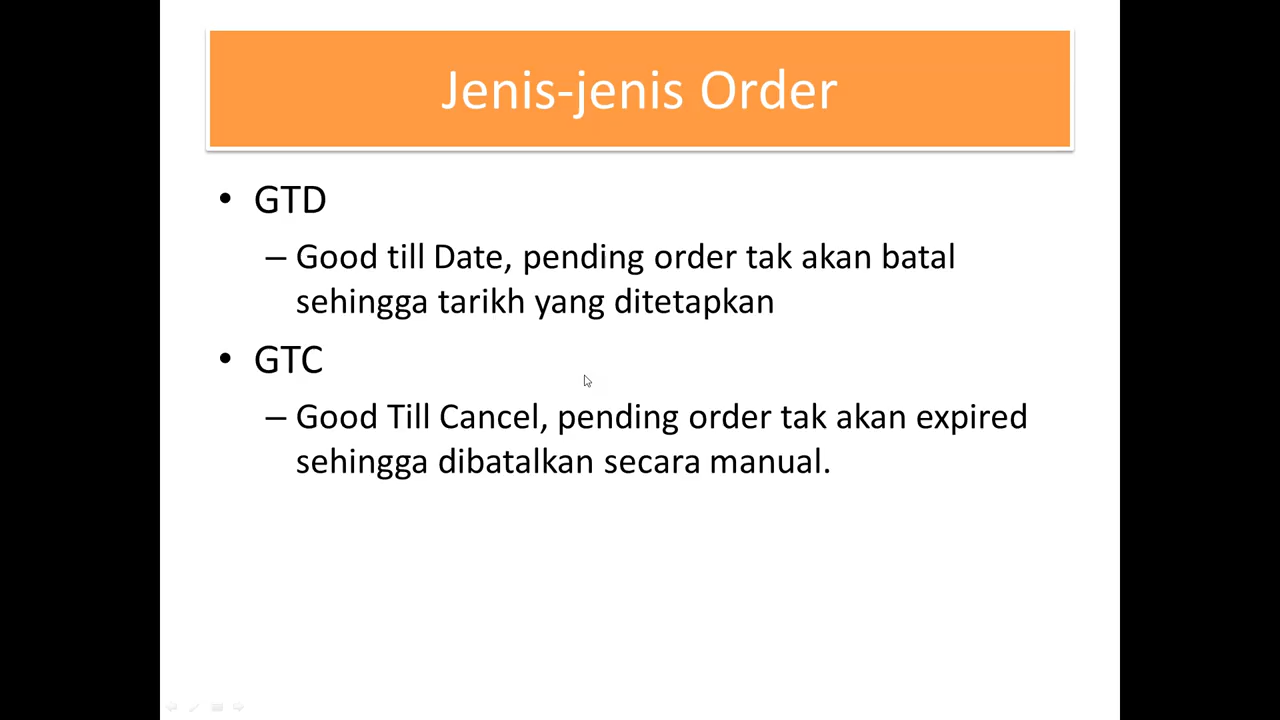 Jenis-jenis Order
• GTD
– Good till Date, pending order tak akan batal
sehingga tarikh yang ditetapkan
• GTC
– Good Till Cancel, pending order tak akan expired
sehingga dibatalkan secara manual.